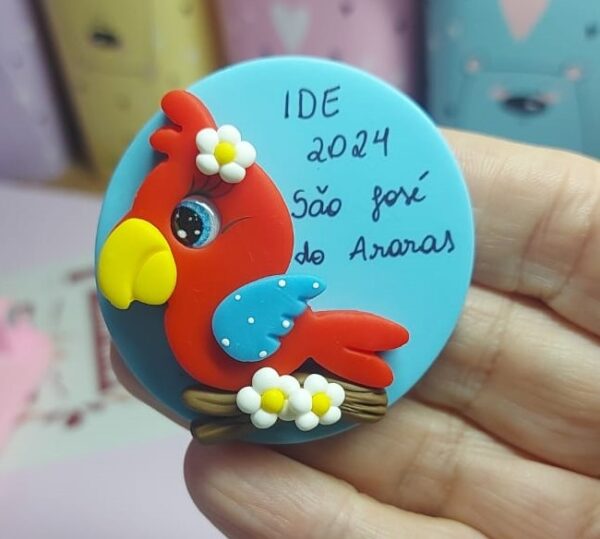 IDE
2024
São José
do Araras